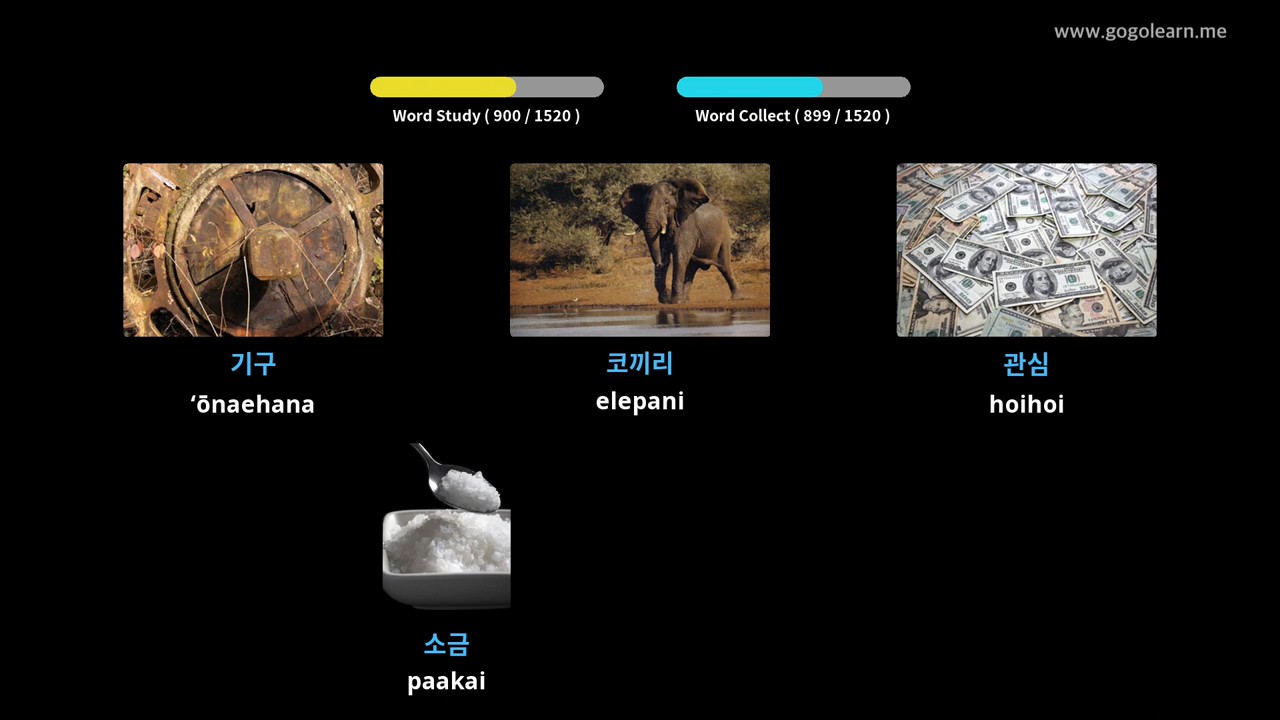 www.gogolearn.me
Word Study ( 900 / 1520 )
Word Collect ( 899 / 1520 )
기구
코끼리
관심
ʻōnaehana
elepani
hoihoi
소금
paakai